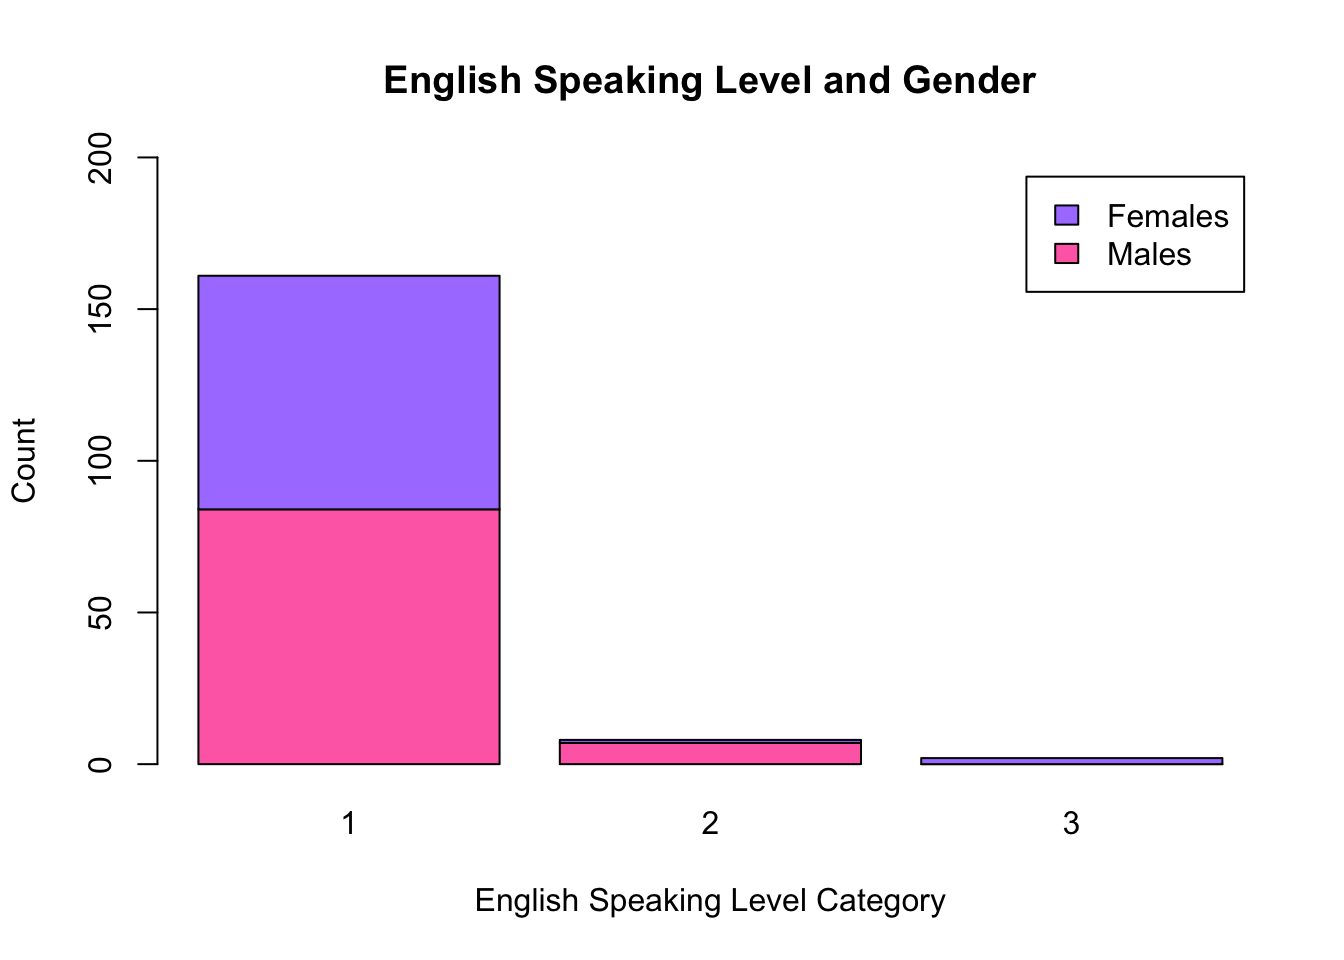 English Speaking Level and Gender
200
150
100
50
0
Count
Females
Males
1
2
3
English Speaking Level Category